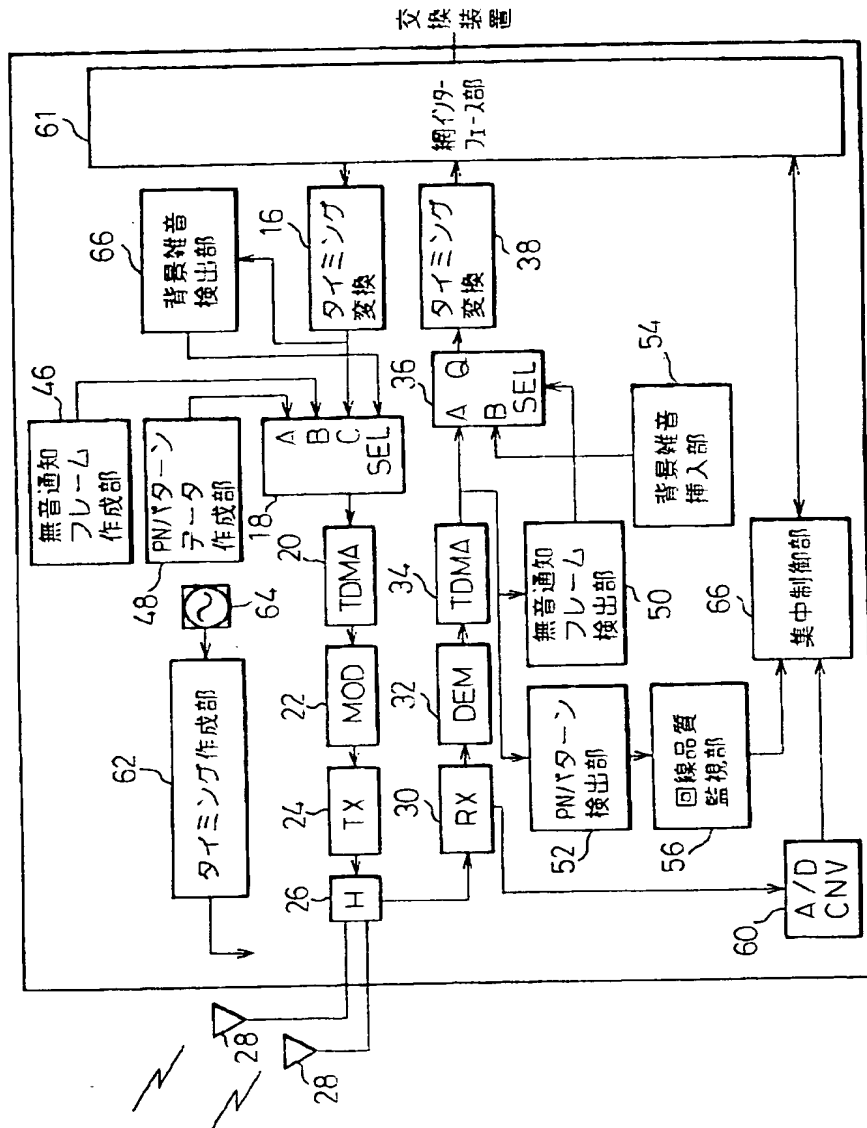 交換装置
61
網インター
フェース部
66
背景雑音
検出部
16
タイミング
変換
タイミング
変換
38
46
無音通知
フレーム
作成部
PNパターン
データ
作成部
48
64
62
タイミング作成部
18
A
B
C
SEL
36
A
Q
B
SEL
54
背景雑音
挿入部
20
TDMA
22
MOD
24
TX
26
H
34
TDMA
32
DEM
30
RX
無音通知
フレーム
検出部
50
PNパターン
検出部
52
回線品質
監視部
56
66
集中制御部
A/D
CNV
60
28
28